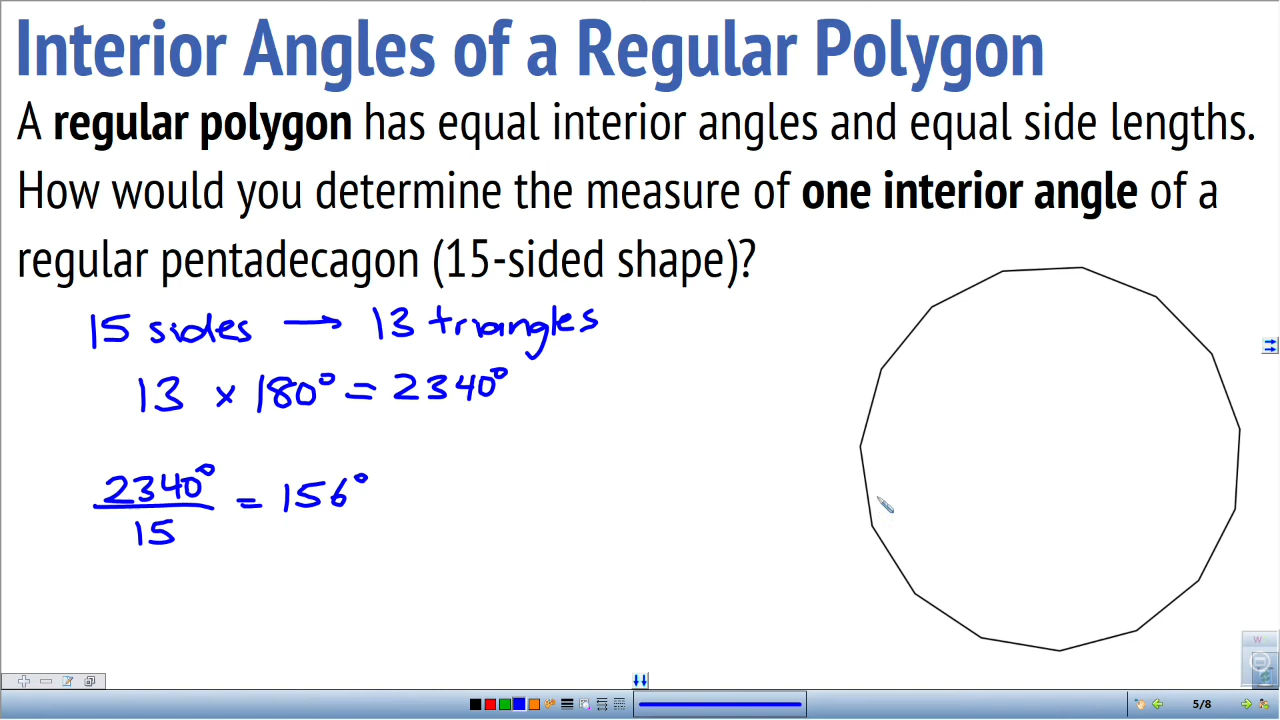 Interior Angles of a Regular Polygon
A regular polygon has equal interior angles and equal side lengths.
How would you determine the measure of one interior angle of a
regular pentadecagon (15-sided shape)?
15 sides → 13 triangles
13 × 180° = 2340°
2340°
15
= 156°
W
5/8